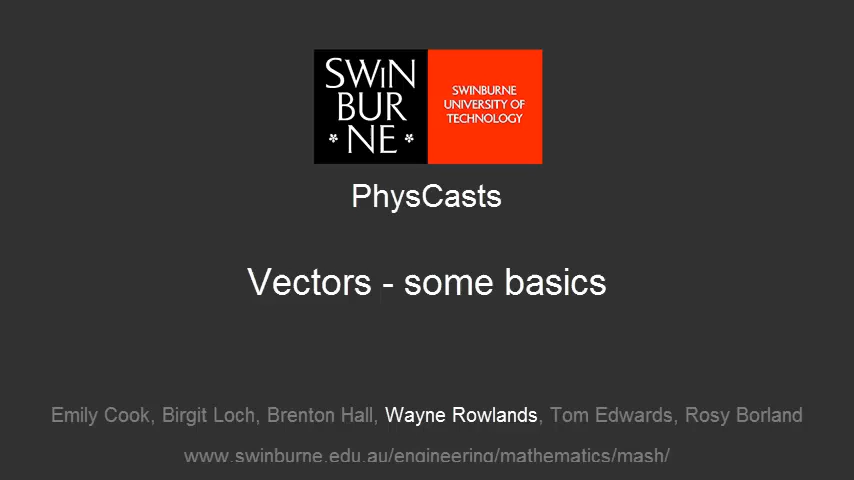 SWIN
BUR
* NE *
SWINBURNE
UNIVERSITY OF
TECHNOLOGY
PhysCasts
Vectors - some basics
Emily Cook, Birgit Loch, Brenton Hall, Wayne Rowlands, Tom Edwards, Rosy Borland
www.swinburne.edu.au/engineering/mathematics/mash/